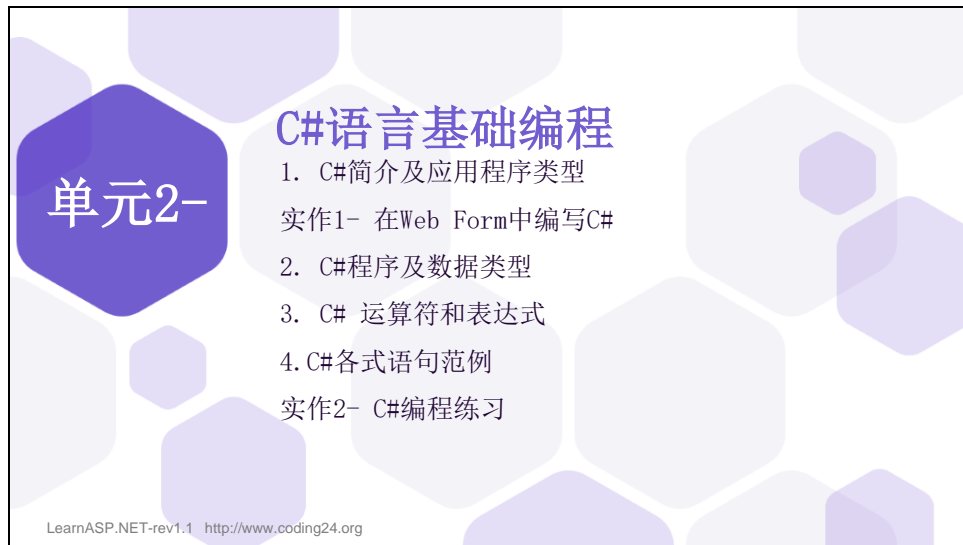 单元2-
C#语言基础编程
1. C#简介及应用程序类型
实作1- 在Web Form中编写C#
2. C#程序及数据类型
3. C# 运算符和表达式
4.C#各式语句范例
实作2- C#编程练习
LearnASP.NET-rev1.1 http://www.coding24.org